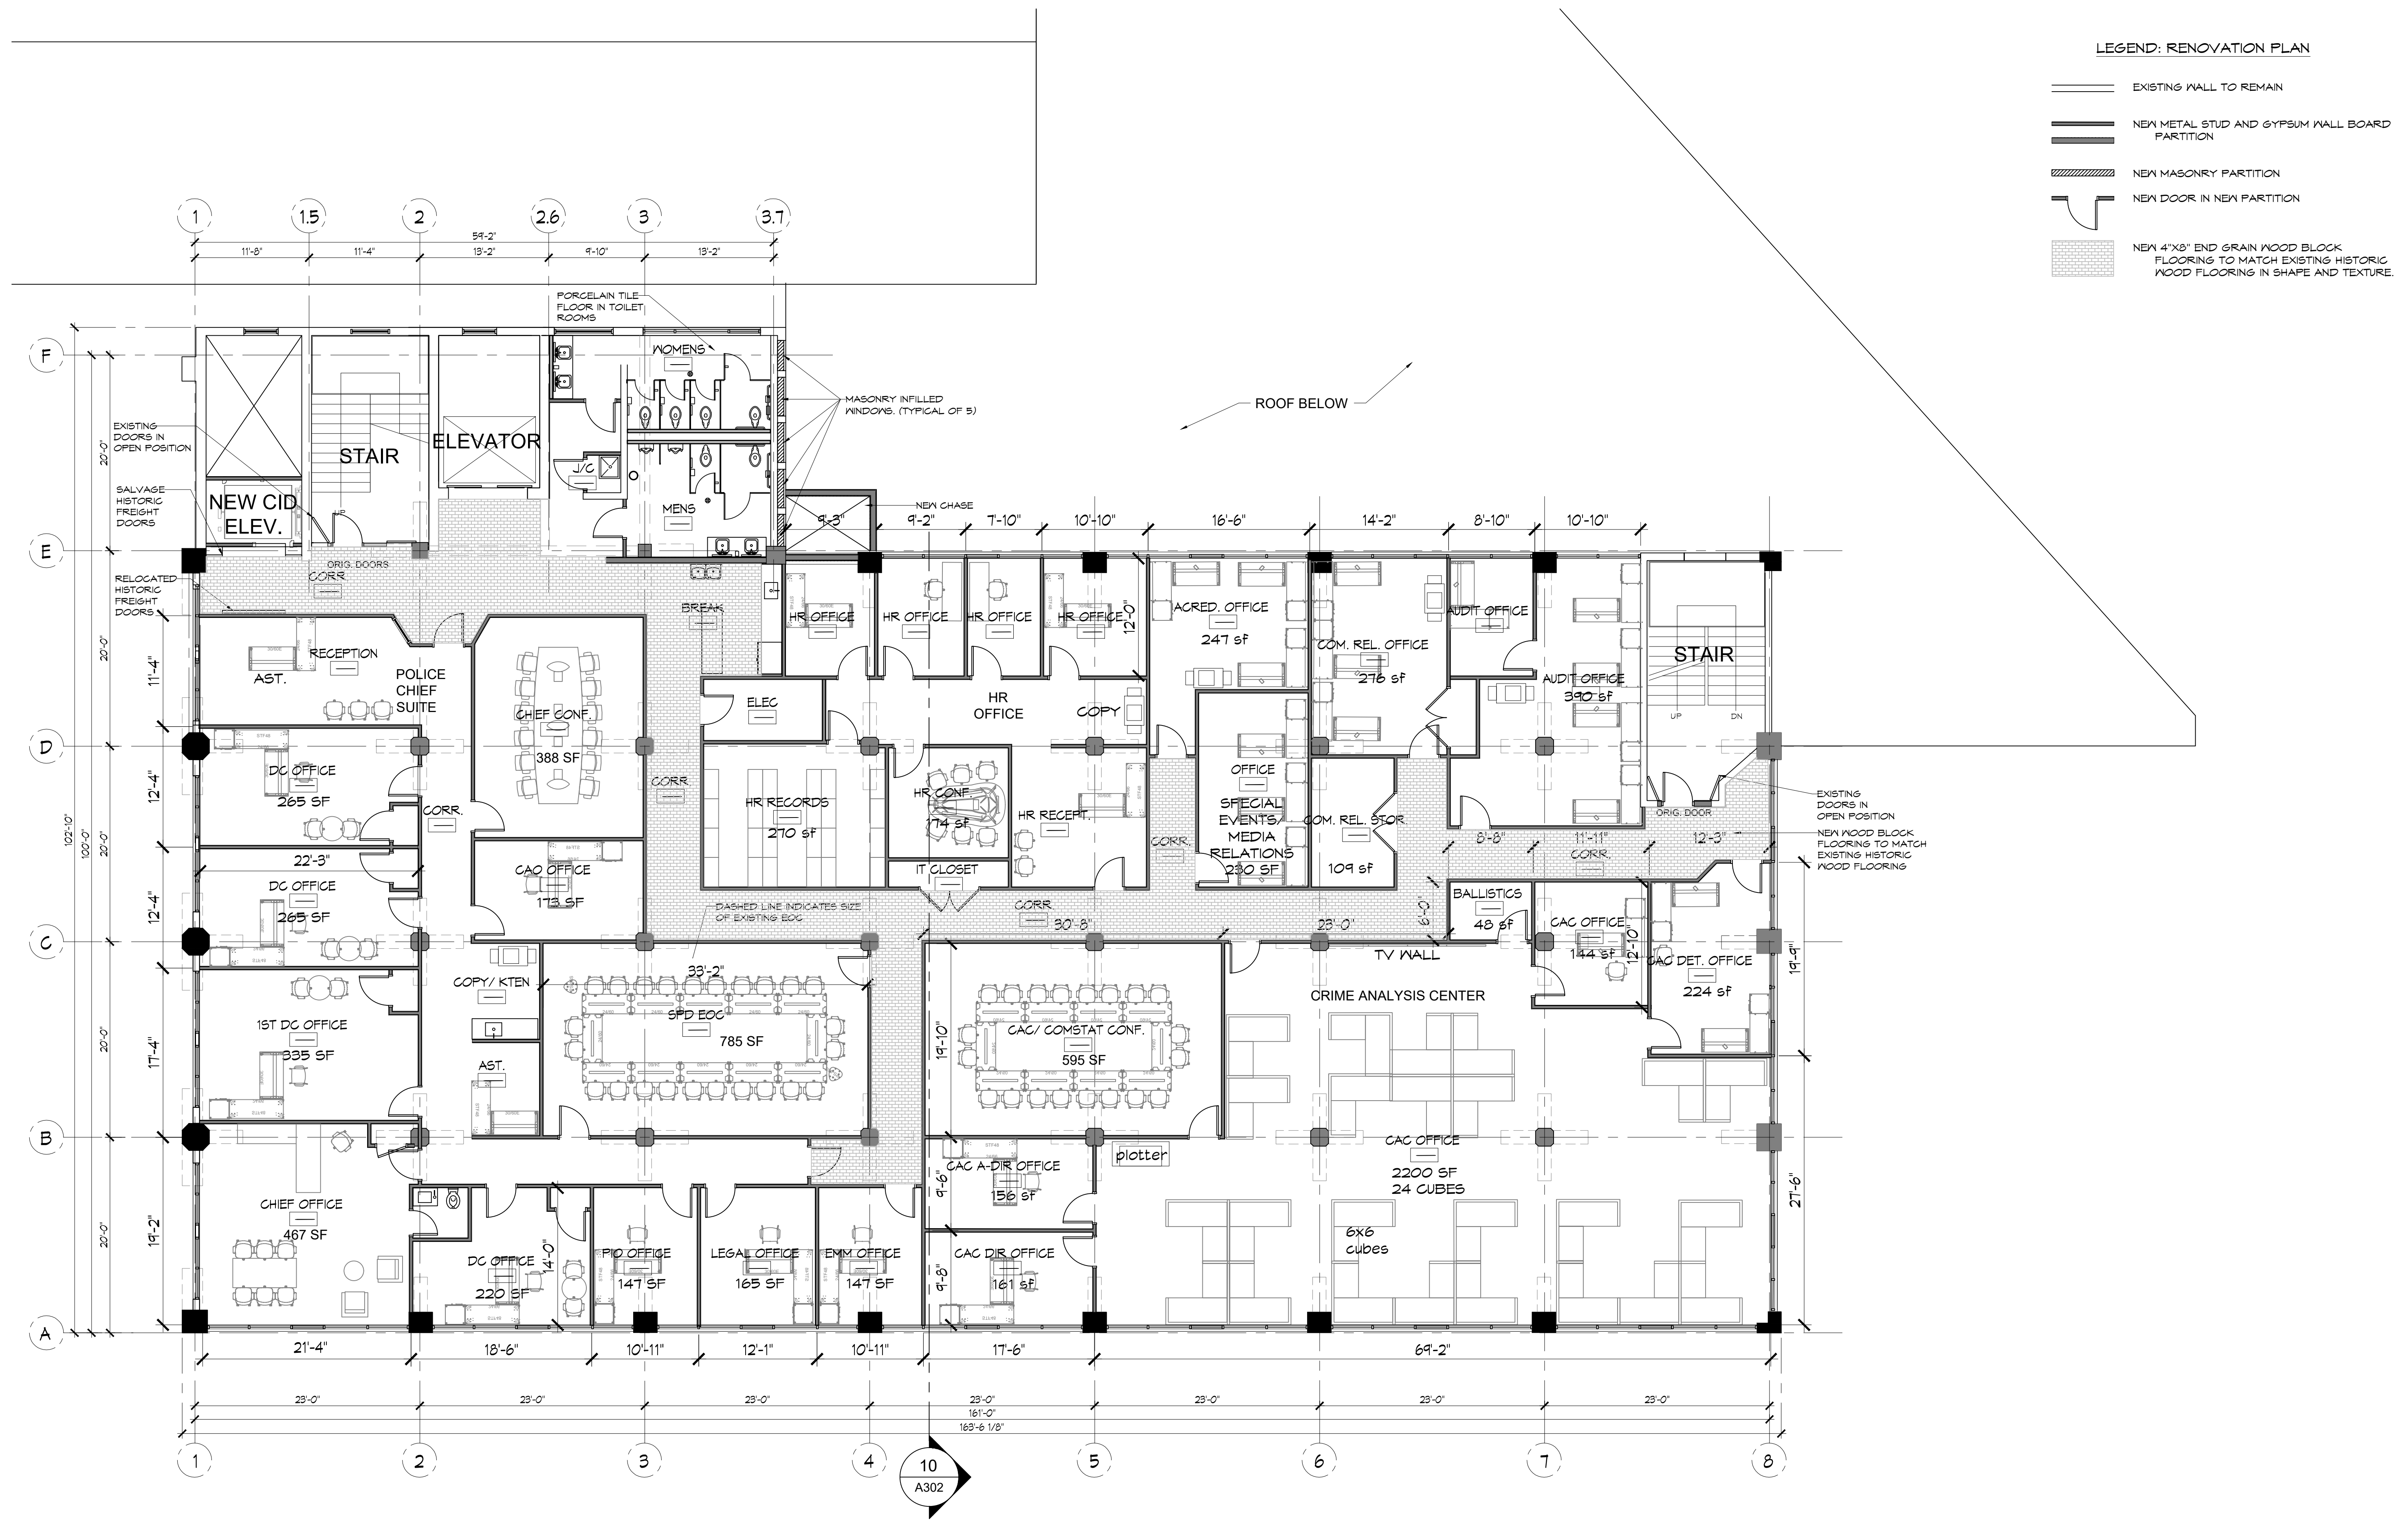 LEGEND: RENOVATION PLAN
EXISTING WALL TO REMAIN
NEW METAL STUD AND GYPSUM WALL BOARD
PARTITION
NEW MASONRY PARTITION
NEW DOOR IN NEW PARTITION
NEW 4"X8" END GRAIN WOOD BLOCK
FLOORING TO MATCH EXISTING HISTORIC
WOOD FLOORING IN SHAPE AND TEXTURE.
1
1.5
2
2.6
3
3.7
59'-2"
11'-8"
11'-4"
13'-2"
9'-10"
13'-2"
PORCELAIN TILE
FLOOR IN TOILET
ROOMS
F
WOMENS
MASONRY INFILLED
WINDOWS. (TYPICAL OF 5)
ROOF BELOW
EXISTING
DOORS IN
OPEN POSITION
20'-0"
STAIR
ELEVATOR
J/C
SALVAGE
HISTORIC
FREIGHT
DOORS
NEW CID
ELEV.
UP
MENS
NEW CHASE
9'-3"
9'-2"
7'-10"
10'-10"
16'-6"
14'-2"
8'-10"
10'-10"
E
ORIG. DOORS
CORR
RELOCATED
HISTORIC
FREIGHT
DOORS
BREAK
HR OFFICE
HR OFFICE
HR OFFICE
HR OFFICE
12'-0"
ACRED. OFFICE
247 sf
COM. REL. OFFICE
276 sf
AUDIT OFFICE
AUDIT OFFICE
390 sf
STAIR
UP
DN
20'-0"
11'-4"
RECEPTION
AST.
POLICE
CHIEF
SUITE
CHIEF CONF.
388 SF
ELEC
HR
OFFICE
COPY
D
DC OFFICE
265 SF
12'-4"
CORR.
CORR.
HR RECORDS
270 sf
HR CONF
174 sf
HR RECEPT.
OFFICE
SPECIAL
EVENTS/
MEDIA
RELATIONS
230 SF
CORR.
COM. REL. STOR.
109 sf
ORIG. DOOR
EXISTING
DOORS IN
OPEN POSITION
NEW WOOD BLOCK
FLOORING TO MATCH
EXISTING HISTORIC
WOOD FLOORING
8'-8"
11'-11"
12'-3"
CORR.
102'-10"
100'-0"
20'-0"
22'-3"
DC OFFICE
265 SF
12'-4"
CAO OFFICE
173 SF
IT CLOSET
DASHED LINE INDICATES SIZE
OF EXISTING EOC
CORR.
30'-8"
23'-0"
6'-0"
BALLISTICS
48 sf
CAC OFFICE
144 sf
12'-10"
CAC DET. OFFICE
224 sf
19'-9"
C
TV WALL
COPY/ KTEN
33'-2"
SPD EOC
785 SF
CAC/ COMSTAT CONF.
595 SF
19'-10"
CRIME ANALYSIS CENTER
1ST DC OFFICE
335 SF
17'-4"
20'-0"
AST.
B
plotter
CAC OFFICE
2200 SF
24 CUBES
CAC A-DIR OFFICE
156 sf
9'-6"
CHIEF OFFICE
467 SF
19'-2"
20'-0"
DC OFFICE
220 SF
14'-0"
PIO OFFICE
147 SF
LEGAL OFFICE
165 SF
EMM OFFICE
147 SF
CAC DIR OFFICE
161 sf
9'-8"
6x6
cubes
27'-6"
A
21'-4"
18'-6"
10'-11"
12'-1"
10'-11"
17'-6"
69'-2"
23'-0"
23'-0"
23'-0"
23'-0"
23'-0"
23'-0"
23'-0"
161'-0"
163'-6 1/8"
1
2
3
4
10
A302
5
6
7
8